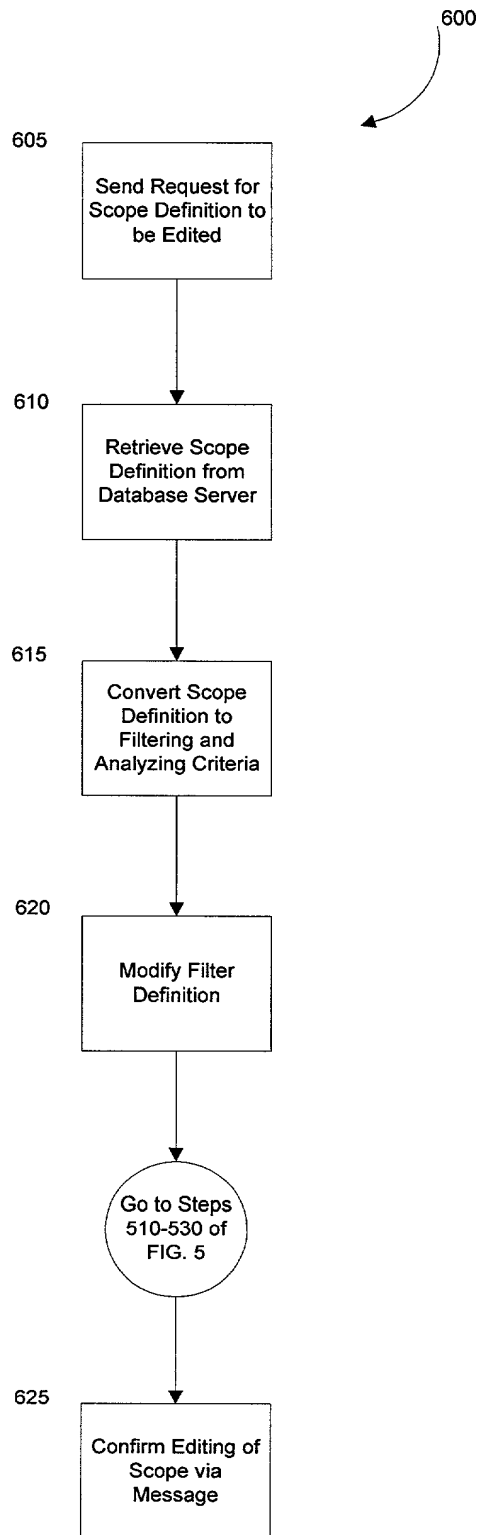 600
605
Send Request for
Scope Definition to
be Edited
610
Retrieve Scope
Definition from
Database Server
615
Convert Scope
Definition to
Filtering and
Analyzing Criteria
620
Modify Filter
Definition
Go to Steps
510-530 of
FIG. 5
625
Confirm Editing of
Scope via
Message